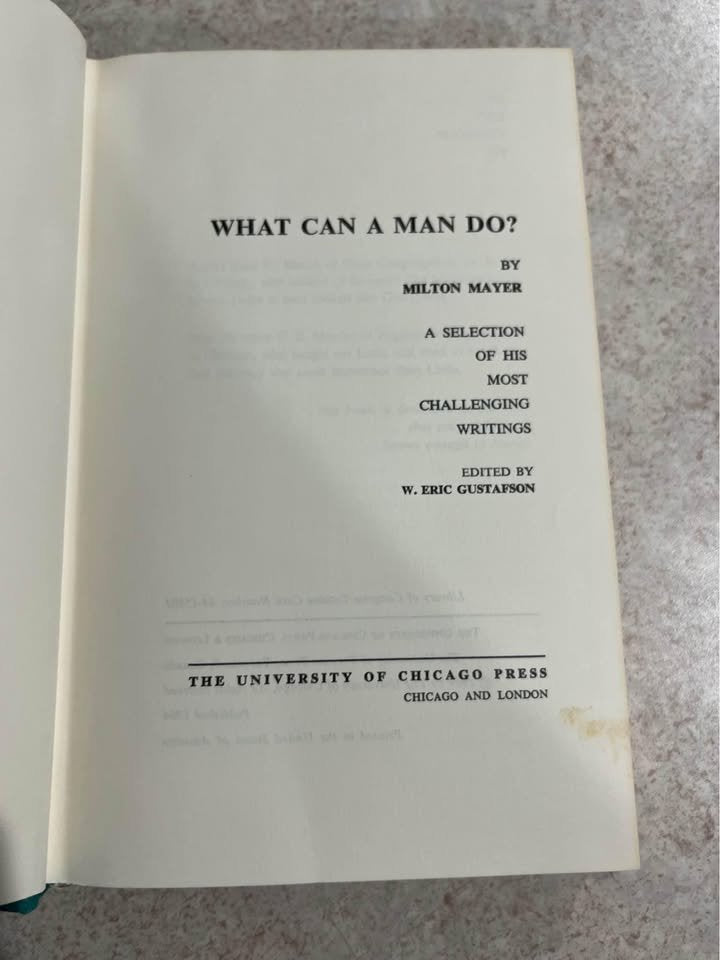 WHAT CAN A MAN DO?
BY
MILTON MAYER
A SELECTION
OF HIS
MOST
CHALLENGING
WRITINGS
EDITED BY
W. ERIC GUSTAFSON
THE UNIVERSITY OF CHICAGO PRESS
CHICAGO AND LONDON